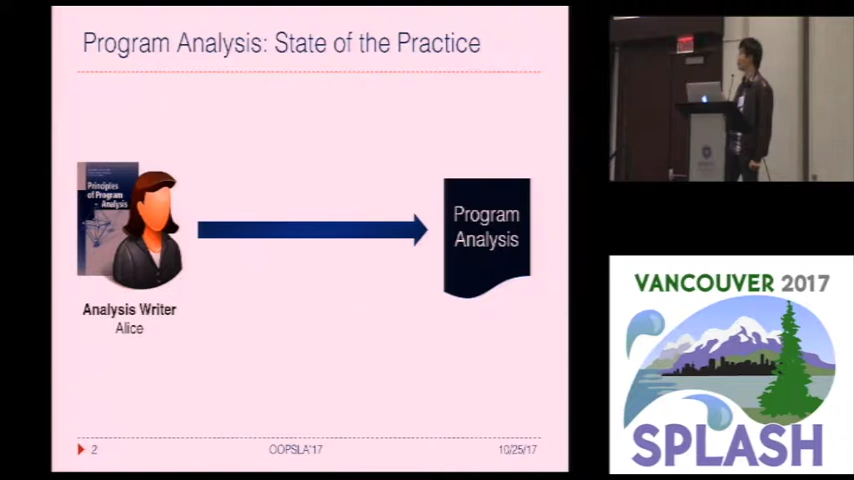 Program Analysis: State of the Practice
Principles
of Program
Analysis
Program
Analysis
Analysis Writer
Alice
2
OOPSLA'17
10/25/17
VANCOUVER 2017
SPLASH